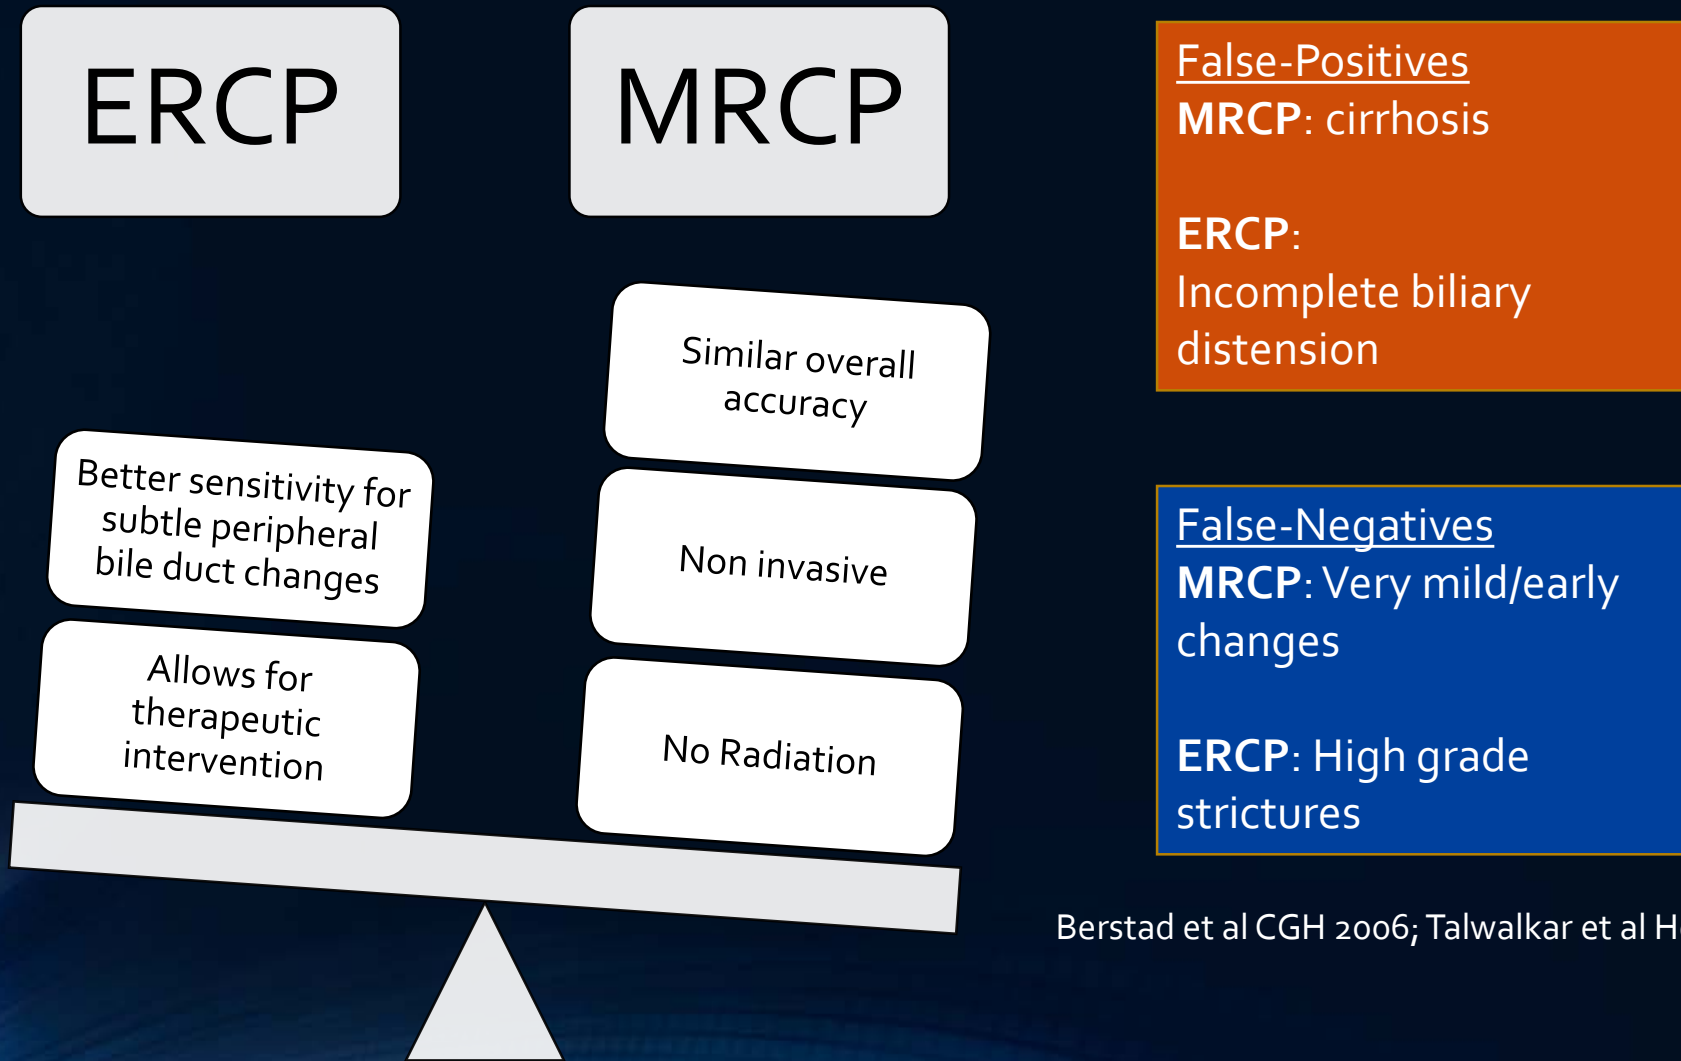 ERCP
MRCP
Better sensitivity for
subtle peripheral
bile duct changes
Allows for
therapeutic
intervention
Similar overall
accuracy
Non invasive
No Radiation
False-Positives
MRCP: cirrhosis
ERCP:
Incomplete biliary
distension
False-Negatives
MRCP: Very mild/early
changes
ERCP: High grade
strictures
Berstad et al CGH 2006; Talwalkar et al